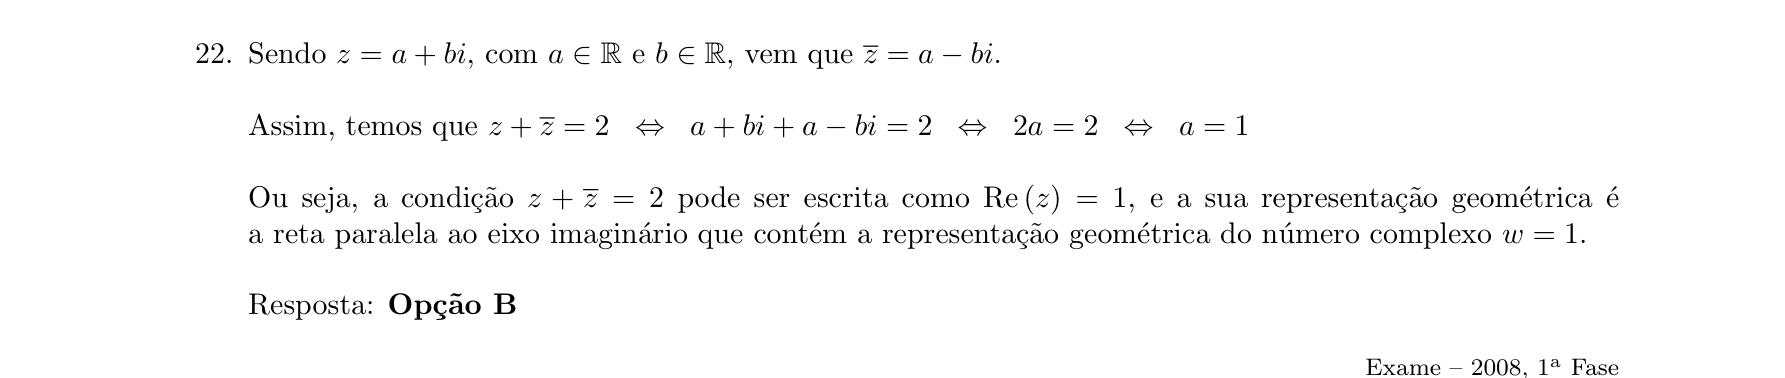 22. Sendo z = a + bi, com a ∈ ℝ e b ∈ ℝ, vem que z̅ = a − bi.
Assim, temos que z + z̅ = 2 ⇔ a + bi + a − bi = 2 ⇔ 2a = 2 ⇔ a = 1
Ou seja, a condição z + z̅ = 2 pode ser escrita como Re (z) = 1, e a sua representação geométrica é
a reta paralela ao eixo imaginário que contém a representação geométrica do número complexo w = 1.
Resposta: Opção B
Exame – 2008, 1ª Fase